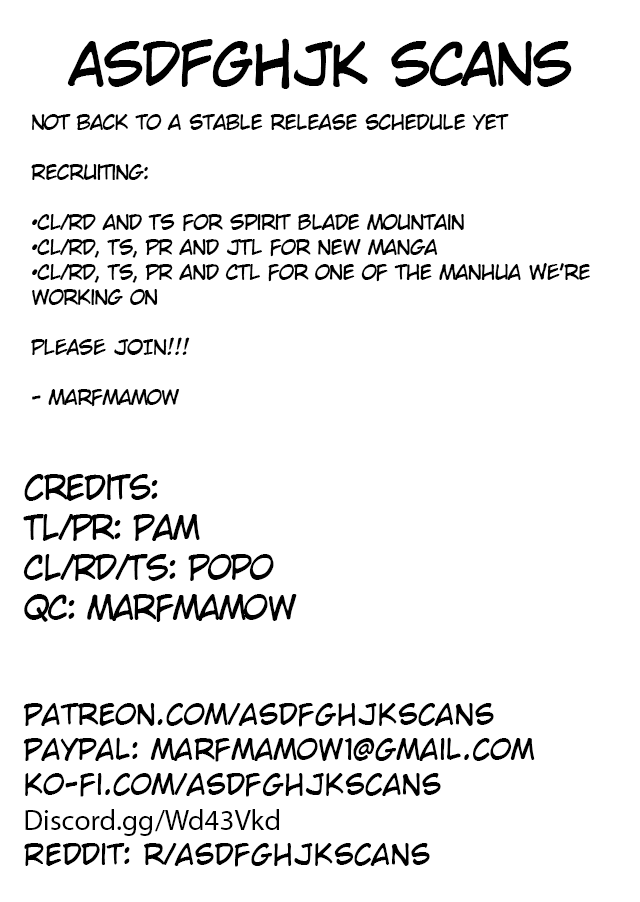 ASDFGHJK SCANS
NOT BACK TO A STABLE RELEASE SCHEDULE YET
RECRUITING:
•CL/RD AND TS FOR SPIRIT BLADE MOUNTAIN
•CL/RD, TS, PR AND JTL FOR NEW MANGA
•CL/RD, TS, PR AND CTL FOR ONE OF THE MANHUA WE'RE
WORKING ON
PLEASE JOIN!!!
- MARFMAMOW
CREDITS:
TL/PR: PAM
CL/RD/TS: POPO
QC: MARFMAMOW
PATREON.COM/ASDFGHJKSCANS
PAYPAL: MARFMAMOW1@GMAIL.COM
KO-FI.COM/ASDFGHJKSCANS
Discord.gg/Wd43Vkd
REDDIT: R/ASDFGHJKSCANS